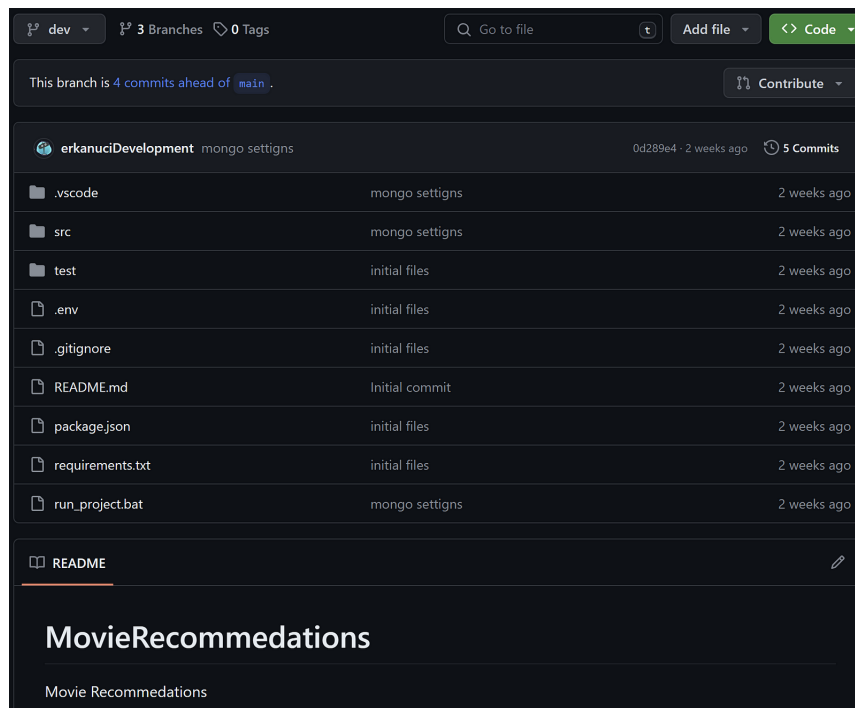 dev 3 Branches 0 Tags Go to file t Add file Code
This branch is 4 commits ahead of main .
Contribute
erkanuciDevelopment mongo settigns 0d289e4 · 2 weeks ago 5 Commits
.vscode mongo settigns 2 weeks ago
src mongo settigns 2 weeks ago
test initial files 2 weeks ago
.env initial files 2 weeks ago
.gitignore initial files 2 weeks ago
README.md Initial commit 2 weeks ago
package.json initial files 2 weeks ago
requirements.txt initial files 2 weeks ago
run_project.bat mongo settigns 2 weeks ago
README
MovieRecommedations
Movie Recommedations